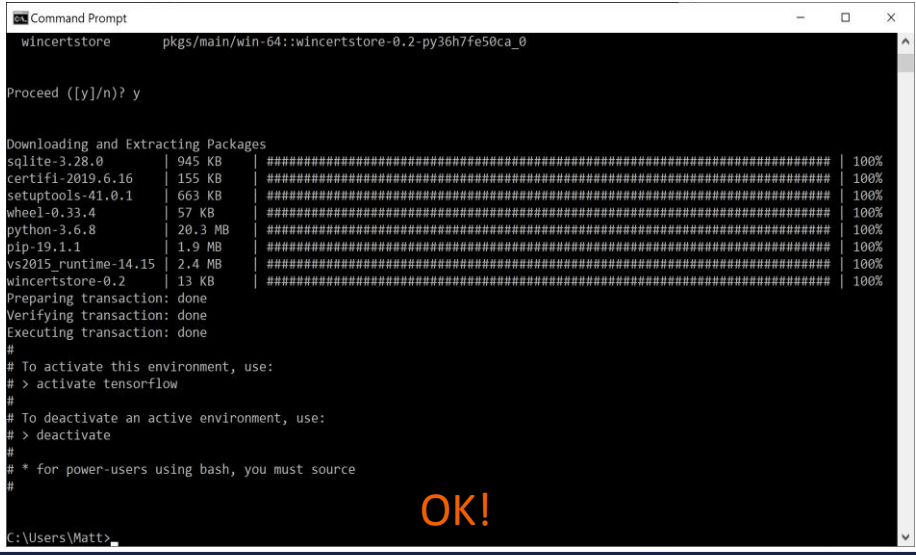 Command Prompt
wincertstore pkgs/main/win-64::wincertstore-0.2-py36h7fe50ca_0
Proceed ([y]/n)? y
Downloading and Extracting Packages
sqlite-3.28.0 | 945 KB | ############################################################################ | 100%
certifi-2019.6.16 | 155 KB | ############################################################################ | 100%
setuptools-41.0.1 | 663 KB | ############################################################################ | 100%
wheel-0.33.4 | 57 KB | ############################################################################ | 100%
python-3.6.8 | 20.3 MB | ############################################################################ | 100%
pip-19.1.1 | 1.9 MB | ############################################################################ | 100%
vs2015_runtime-14.15 | 2.4 MB | ############################################################################ | 100%
wincertstore-0.2 | 13 KB | ############################################################################ | 100%
Preparing transaction: done
Verifying transaction: done
Executing transaction: done
#
# To activate this environment, use:
# > activate tensorflow
#
# To deactivate an active environment, use:
# > deactivate
#
# * for power-users using bash, you must source
#
OK!
C:\Users\Matt>_